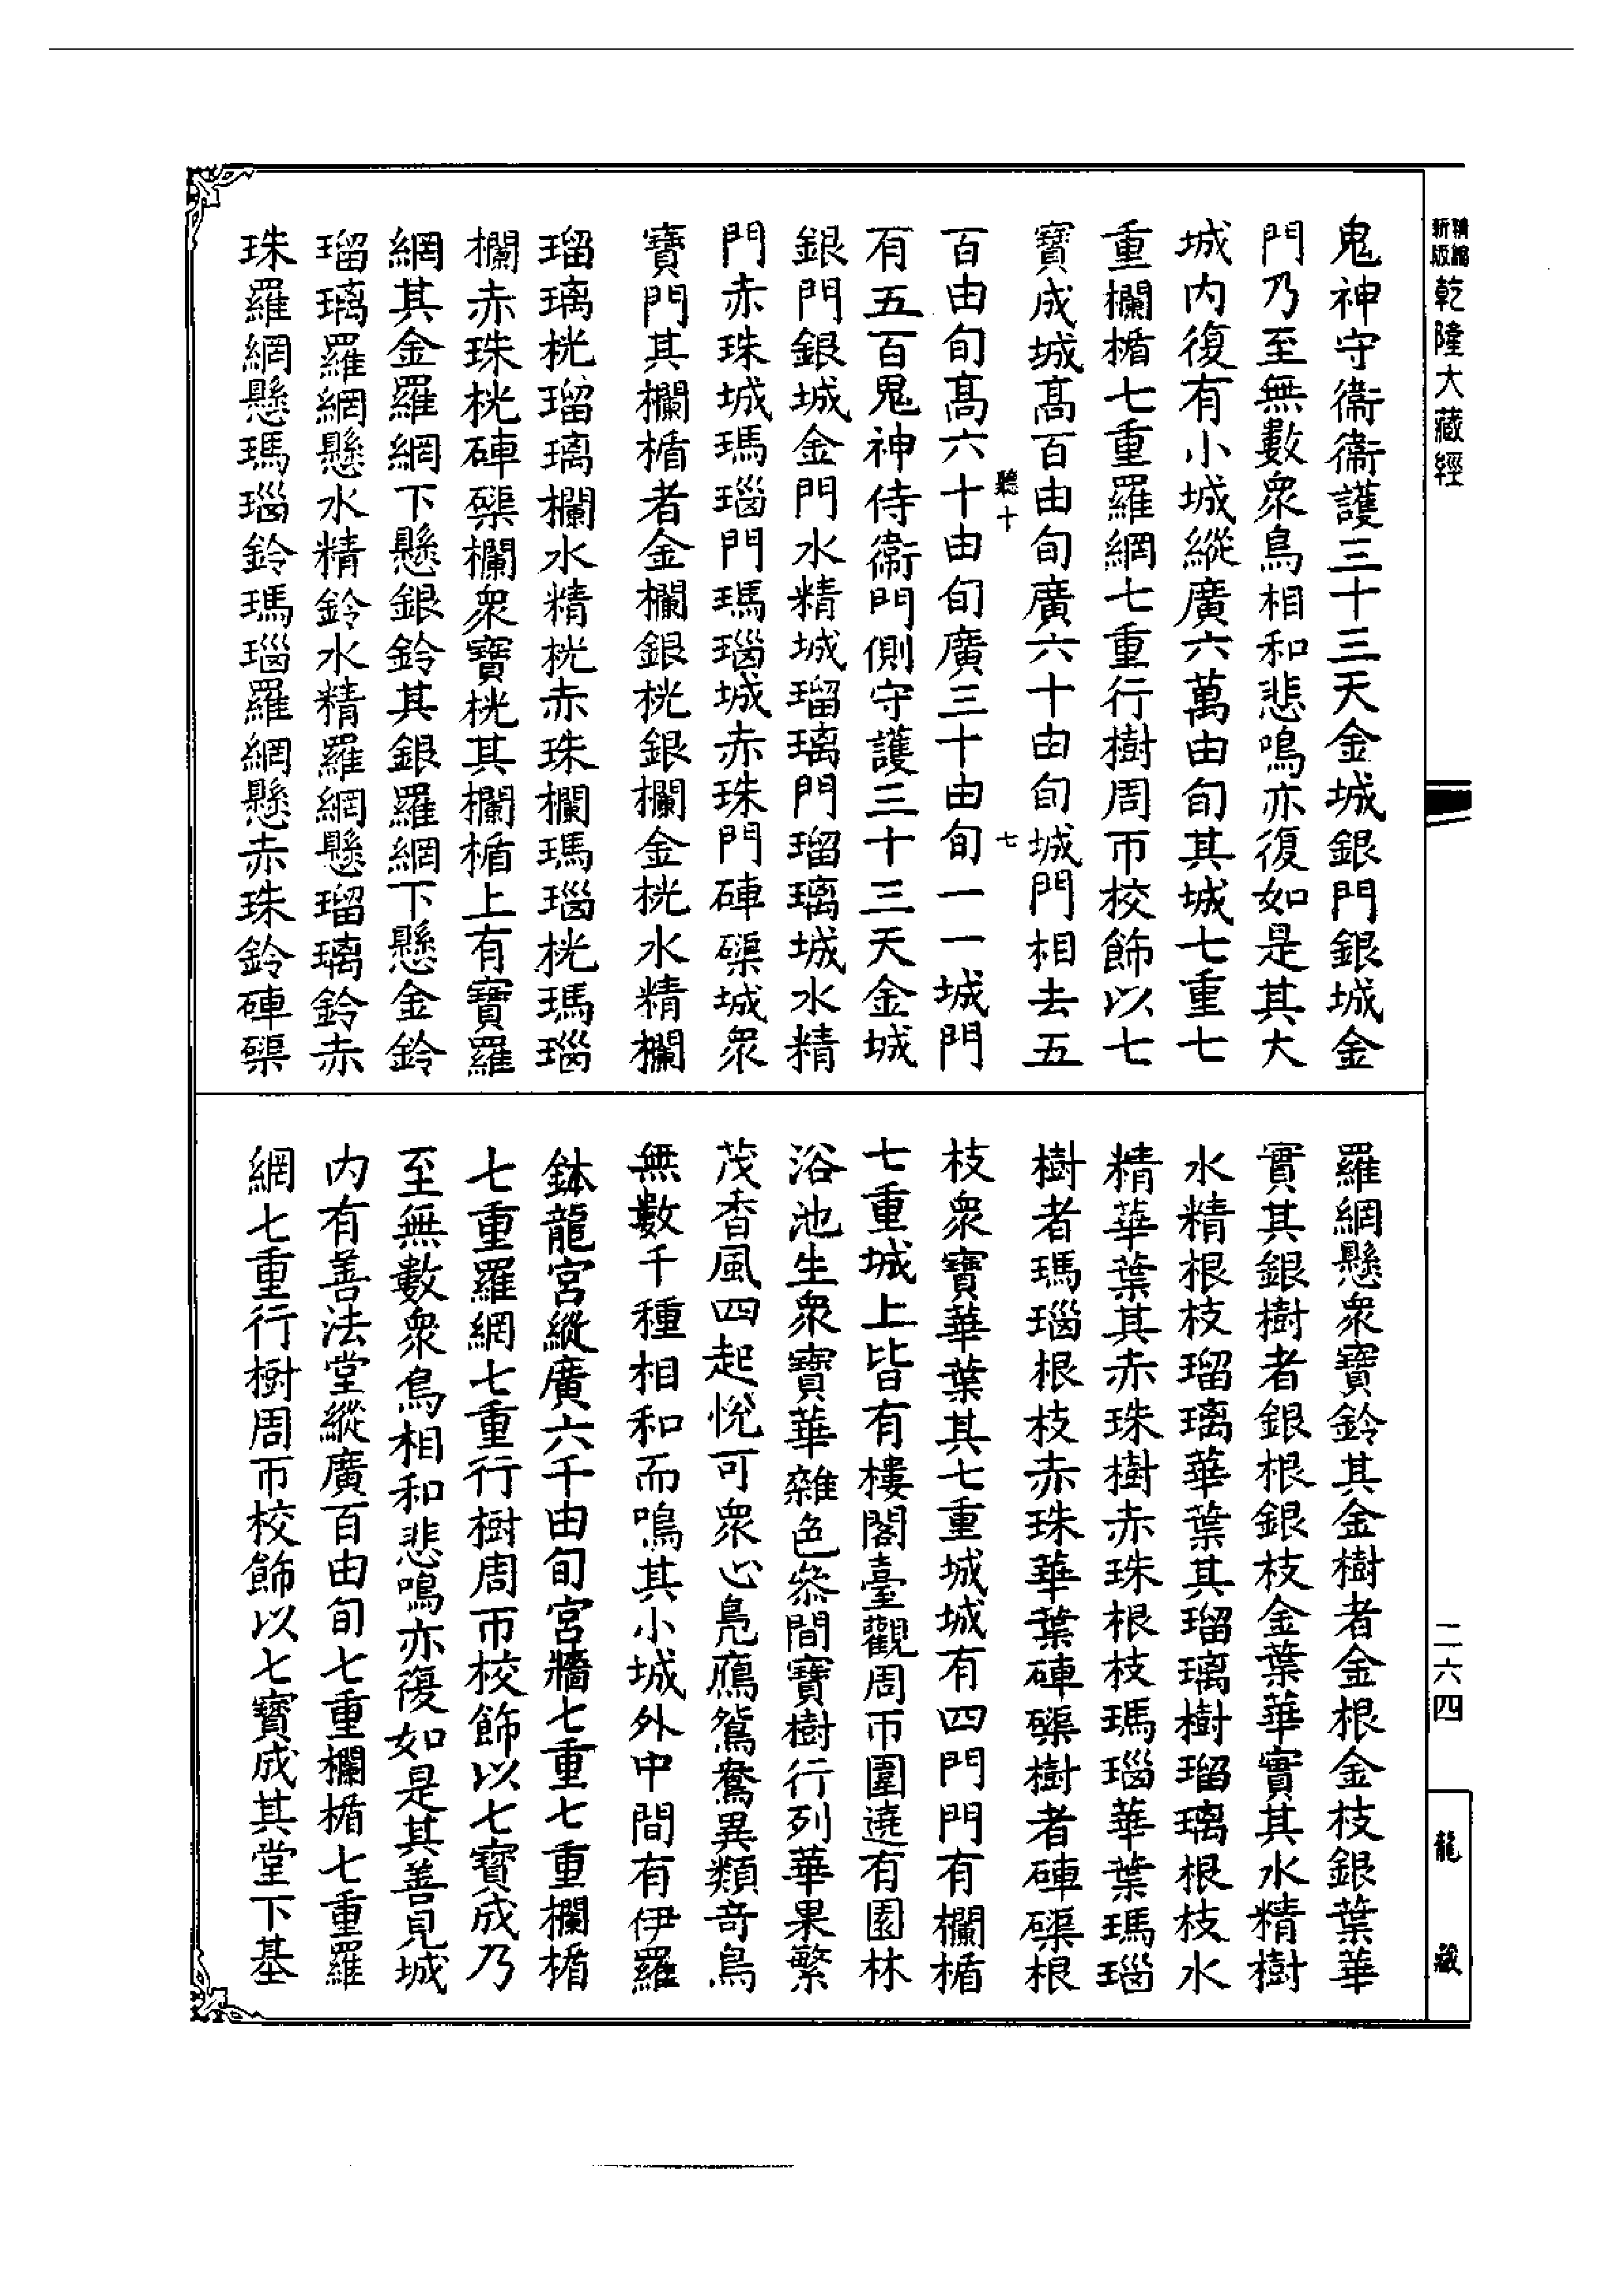 精編
新版
乾隆大藏經
二六四
龍藏
鬼神守衞衞護三十三天金城銀門銀城金
門乃至無數衆鳥相和悲鳴亦復如是其大
城内復有小城縱廣六萬由旬其城七重七
重欄楯七重羅網七重行樹周帀校飾以七
寶成城髙百由旬廣六十由旬城門相去五
聽十
七
百由旬髙六十由旬廣三十由旬一一城門
有五百鬼神侍衞門側守護三十三天金城
銀門銀城金門水精城瑠璃門瑠璃城水精
門赤珠城瑪瑙門瑪瑙城赤珠門硨磲城衆
寶門其欄楯者金欄銀桄銀欄金桄水精欄
瑠璃桄瑠璃欄水精桄赤珠欄瑪瑙桄瑪瑙
欄赤珠桄硨磲欄衆寶桄其欄楯上有寶羅
網其金羅網下懸銀鈴其銀羅網下懸金鈴
瑠璃羅網懸水精鈴水精羅網懸瑠璃鈴赤
珠羅網懸瑪瑙鈴瑪瑙羅網懸赤珠鈴硨磲
羅網懸衆寶鈴其金樹者金根金枝銀葉華
實其銀樹者銀根銀枝金葉華實其水精樹
水精根枝瑠璃華葉其瑠璃樹瑠璃根枝水
精華葉其赤珠樹赤珠根枝瑪瑙華葉瑪瑙
樹者瑪瑙根枝赤珠華葉硨磲樹者硨磲根
枝衆寶華葉其七重城城有四門門有欄楯
七重城上皆有樓閣臺觀周帀圍遶有園林
浴池生衆寶華雜色叅間寶樹行列華果繁
茂香風四起悅可衆心鳬鴈鴛鴦異類奇鳥
無數千種相和而鳴其小城外中間有伊羅
鉢龍宮縱廣六千由旬宮牆七重七重欄楯
七重羅網七重行樹周帀校飾以七寶成乃
至無數衆鳥相和悲鳴亦復如是其善見城
内有善法堂縱廣百由旬七重欄楯七重羅
網七重行樹周帀校飾以七寶成其堂下基